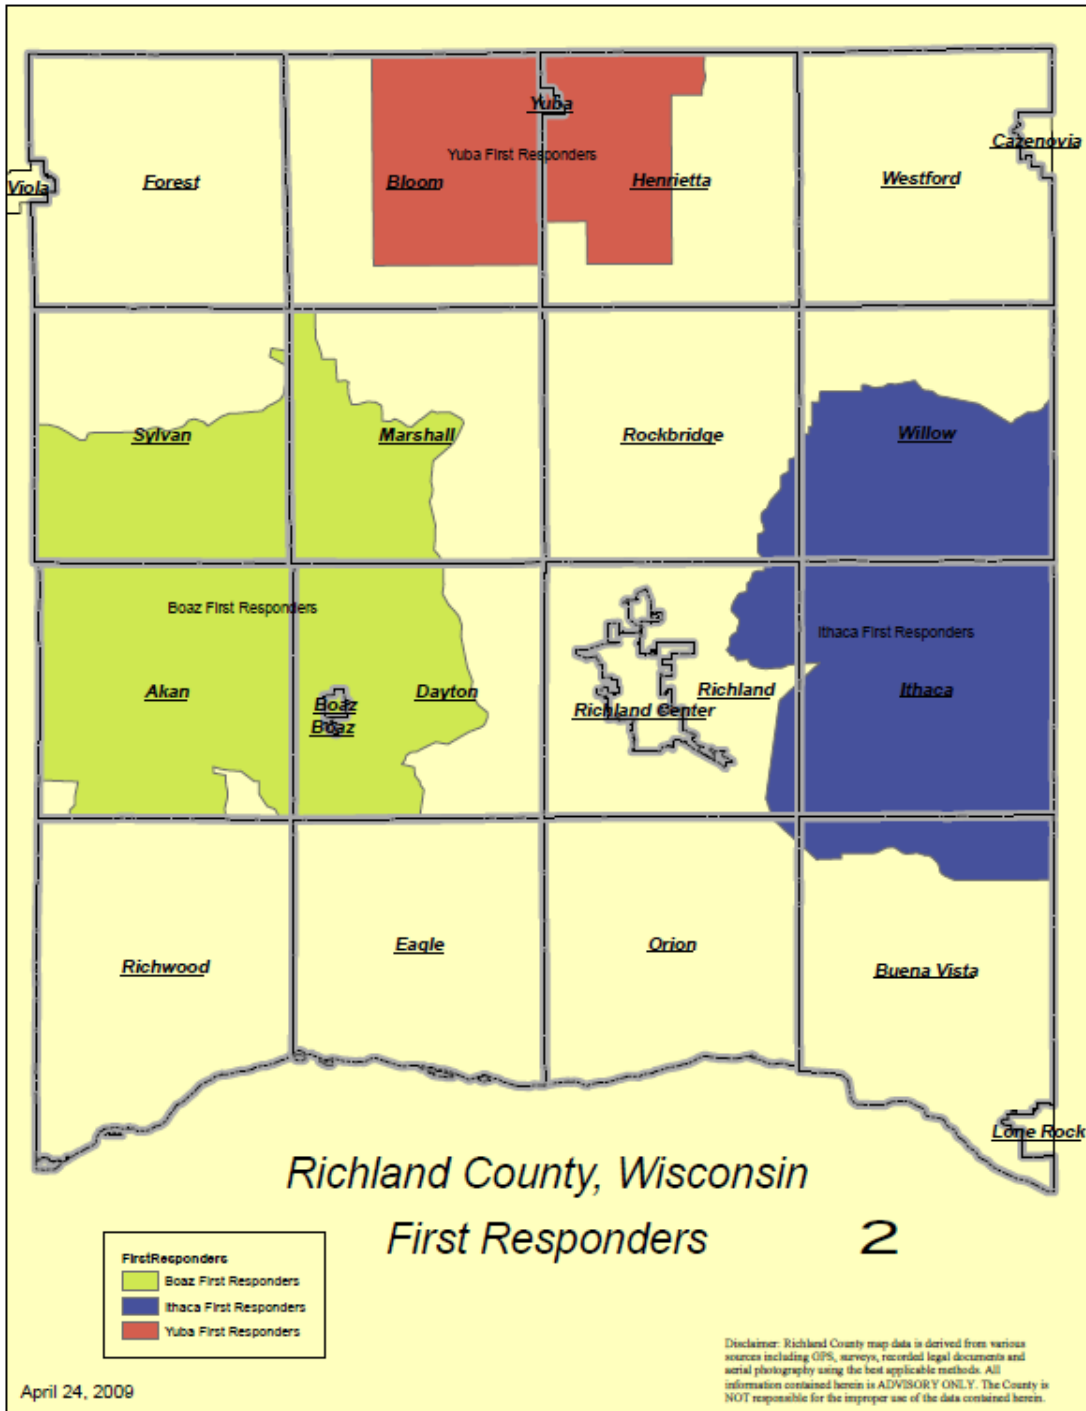 Yuba
Cazenovia
Yuba First Responders
Viola
Forest
Bloom
Henrietta
Westford
Sylvan
Marshall
Rockbridge
Willow
Boaz First Responders
Ithaca First Responders
Akan
Dayton
Richland
Ithaca
Boaz
Richland Center
Boaz
Richwood
Eagle
Orion
Buena Vista
Lone Rock
Richland County, Wisconsin
First Responders 2
FirstResponders
Boaz First Responders
Ithaca First Responders
Yuba First Responders
Disclaimer: Richland County map data is derived from various
sources including GPS, surveys, recorded legal documents and
aerial photography using the best applicable methods. All
information contained herein is ADVISORY ONLY. The County is
NOT responsible for the improper use of the data contained herein.
April 24, 2009